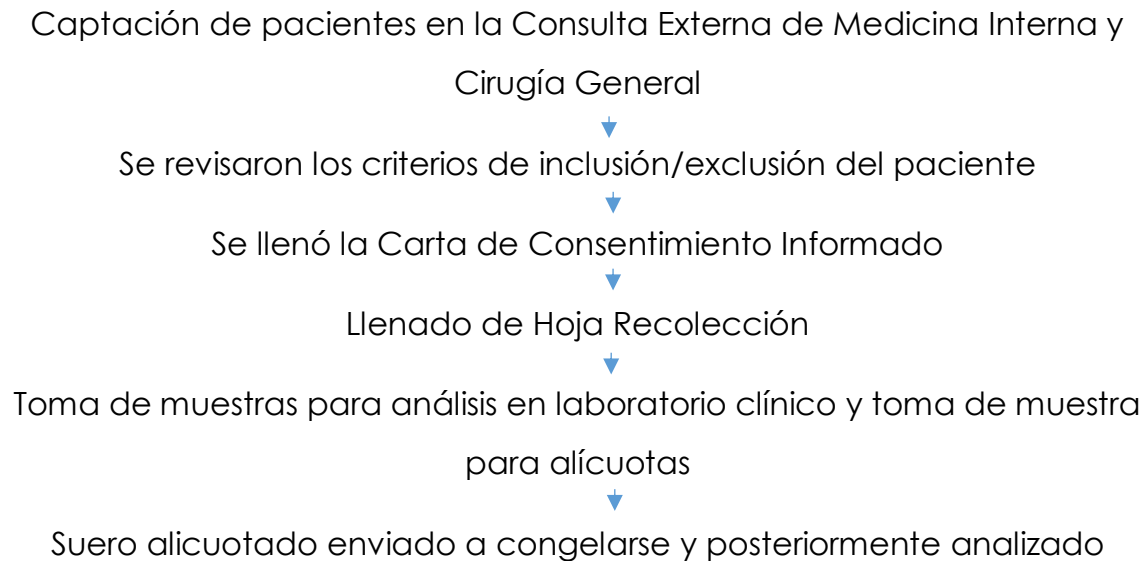 Captación de pacientes en la Consulta Externa de Medicina Interna y
Cirugía General
Se revisaron los criterios de inclusión/exclusión del paciente
Se llenó la Carta de Consentimiento Informado
Llenado de Hoja Recolección
Toma de muestras para análisis en laboratorio clínico y toma de muestra
para alícuotas
Suero alicuotado enviado a congelarse y posteriormente analizado